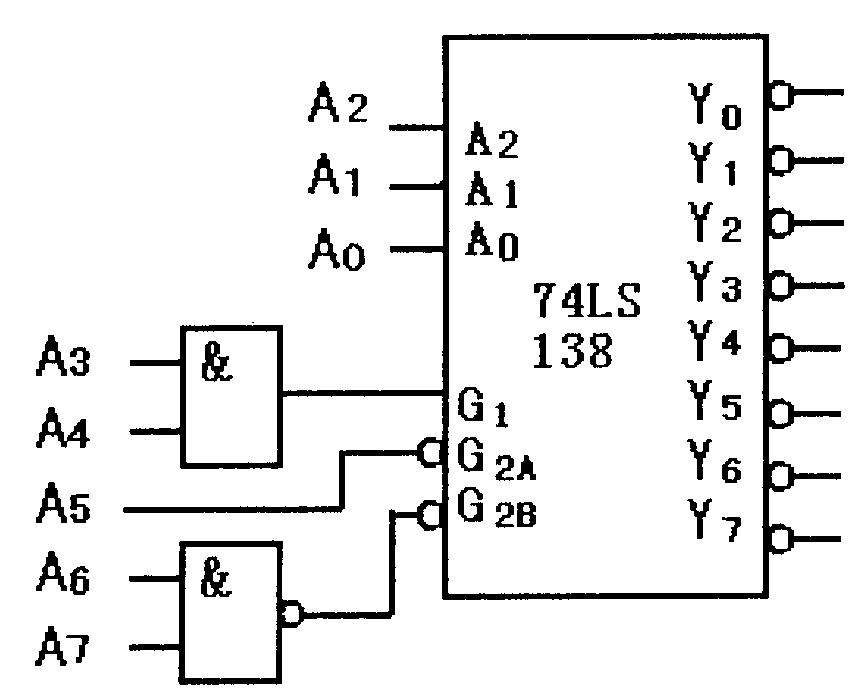 A2
A1
A0
A3
A4
A5
A6
A7
&
&
A2
A1
A0
74LS
138
G1
G2A
G2B
Y0
Y1
Y2
Y3
Y4
Y5
Y6
Y7